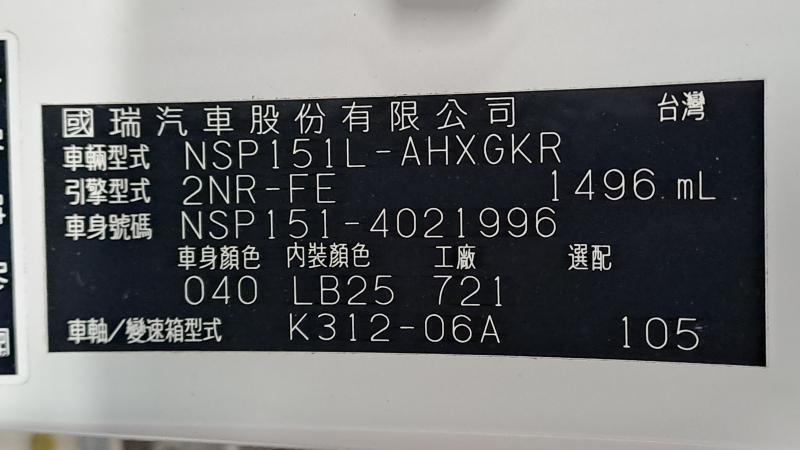 國瑞汽車股份有限公司 台灣
車輛型式 NSP151L-AHXGKR
引擎型式 2NR-FE 1496 mL
車身號碼 NSP151-4021996
車身顏色 內裝顏色 工廠 選配
040 LB25 721
車軸/變速箱型式 K312-06A 105